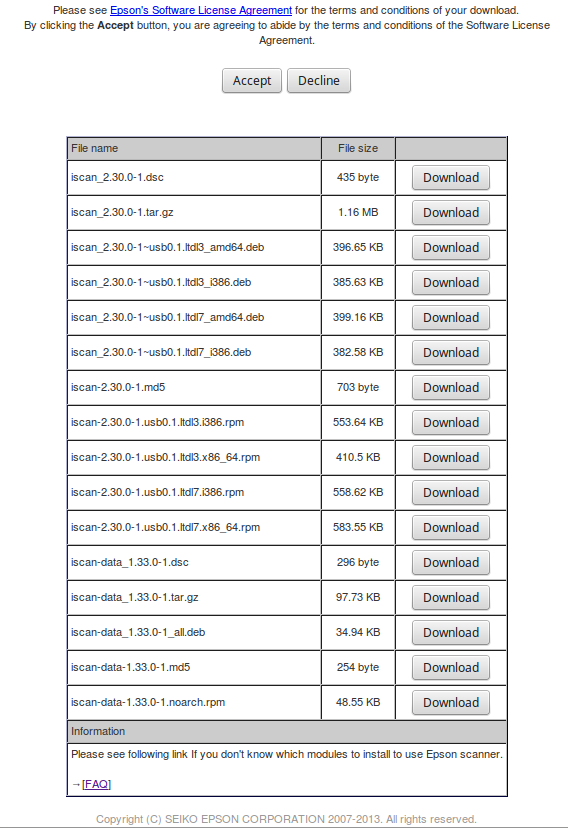 Please see Epson's Software License Agreement for the terms and conditions of your download.
By clicking the Accept button, you are agreeing to abide by the terms and conditions of the Software License
Agreement.
Accept Decline
File name File size
iscan_2.30.0-1.dsc 435 byte Download
iscan_2.30.0-1.tar.gz 1.16 MB Download
iscan_2.30.0-1~usb0.1.ltdl3_amd64.deb 396.65 KB Download
iscan_2.30.0-1~usb0.1.ltdl3_i386.deb 385.63 KB Download
iscan_2.30.0-1~usb0.1.ltdl7_amd64.deb 399.16 KB Download
iscan_2.30.0-1~usb0.1.ltdl7_i386.deb 382.58 KB Download
iscan-2.30.0-1.md5 703 byte Download
iscan-2.30.0-1.usb0.1.ltdl3.i386.rpm 553.64 KB Download
iscan-2.30.0-1.usb0.1.ltdl3.x86_64.rpm 410.5 KB Download
iscan-2.30.0-1.usb0.1.ltdl7.i386.rpm 558.62 KB Download
iscan-2.30.0-1.usb0.1.ltdl7.x86_64.rpm 583.55 KB Download
iscan-data_1.33.0-1.dsc 296 byte Download
iscan-data_1.33.0-1.tar.gz 97.73 KB Download
iscan-data_1.33.0-1_all.deb 34.94 KB Download
iscan-data-1.33.0-1.md5 254 byte Download
iscan-data-1.33.0-1.noarch.rpm 48.55 KB Download
Information
Please see following link If you don't know which modules to install to use Epson scanner.
→[FAQ]
Copyright (C) SEIKO EPSON CORPORATION 2007-2013. All rights reserved.